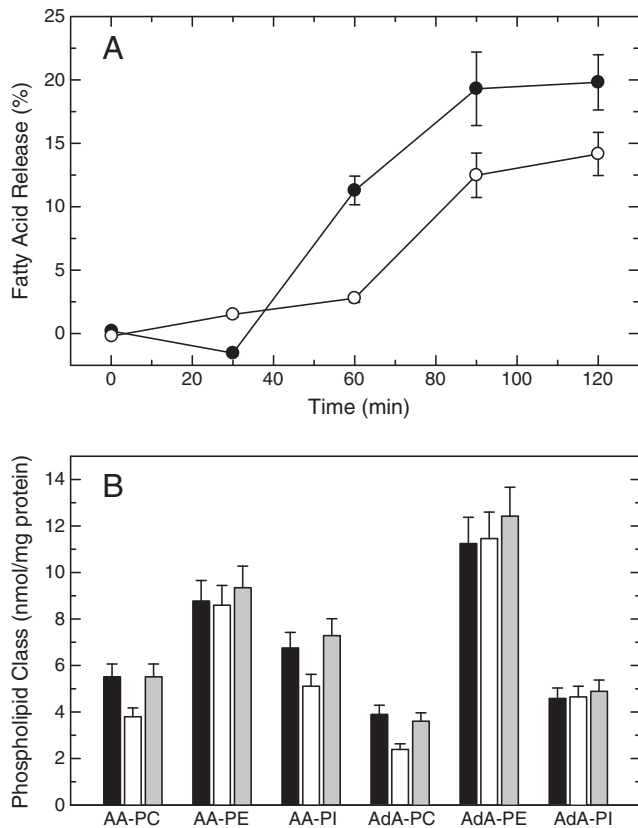 A
Fatty Acid Release (%)
25
20
15
10
5
0
0 20 40 60 80 100 120
Time (min)
B
Phospholipid Class (nmol/mg protein)
14
12
10
8
6
4
2
0
AA-PC AA-PE AA-PI AdA-PC AdA-PE AdA-PI